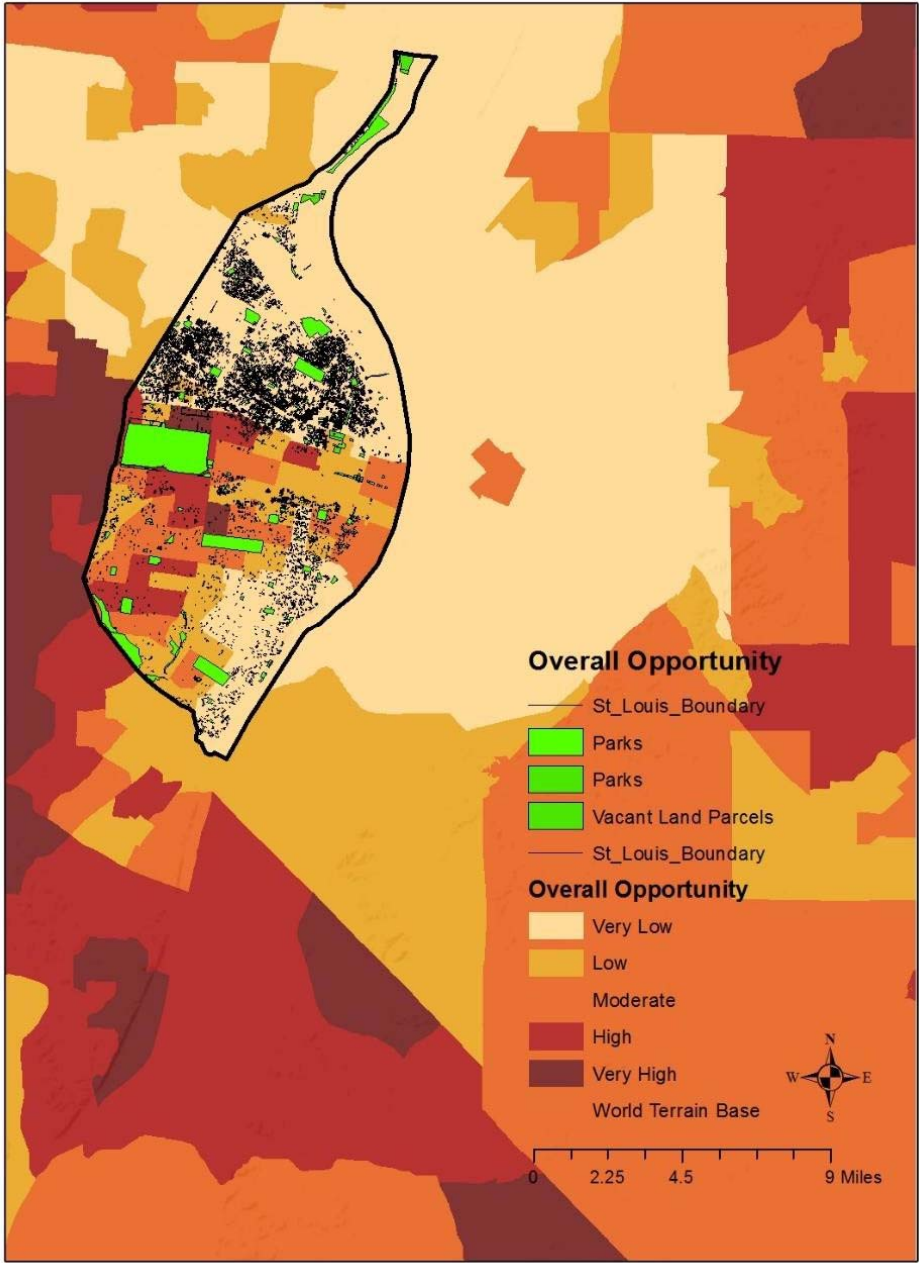 Overall Opportunity
St_Louis_Boundary
Parks
Parks
Vacant Land Parcels
St_Louis_Boundary
Overall Opportunity
Very Low
Low
Moderate
High
Very High
World Terrain Base
N
W E
S
0 2.25 4.5 9 Miles